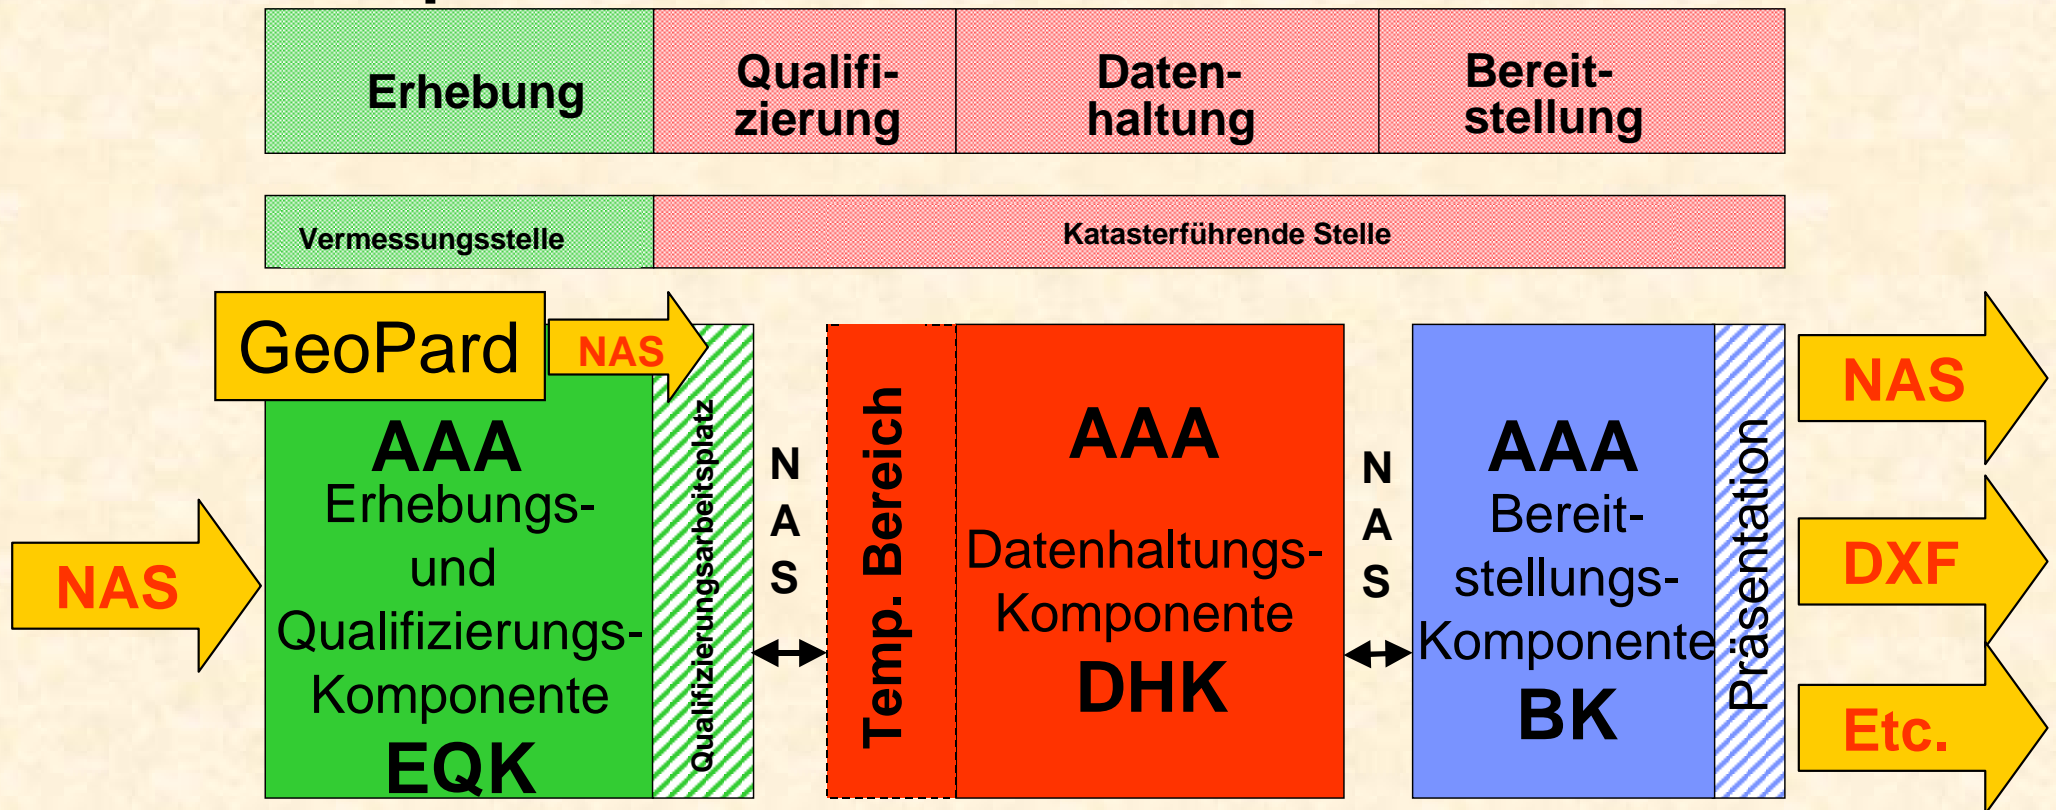 Erhebung
Qualifi-
zierung
Daten-
haltung
Bereit-
stellung
Vermessungsstelle
Katasterführende Stelle
GeoPard
NAS
NAS
AAA
Erhebungs-
und
Qualifizierungs-
Komponente
EQK
Qualifizierungsarbeitsplatz
N
A
S
Temp. Bereich
AAA
Datenhaltungs-
Komponente
DHK
N
A
S
AAA
Bereit-
stellungs-
Komponente
BK
Präsentation
NAS
DXF
Etc.